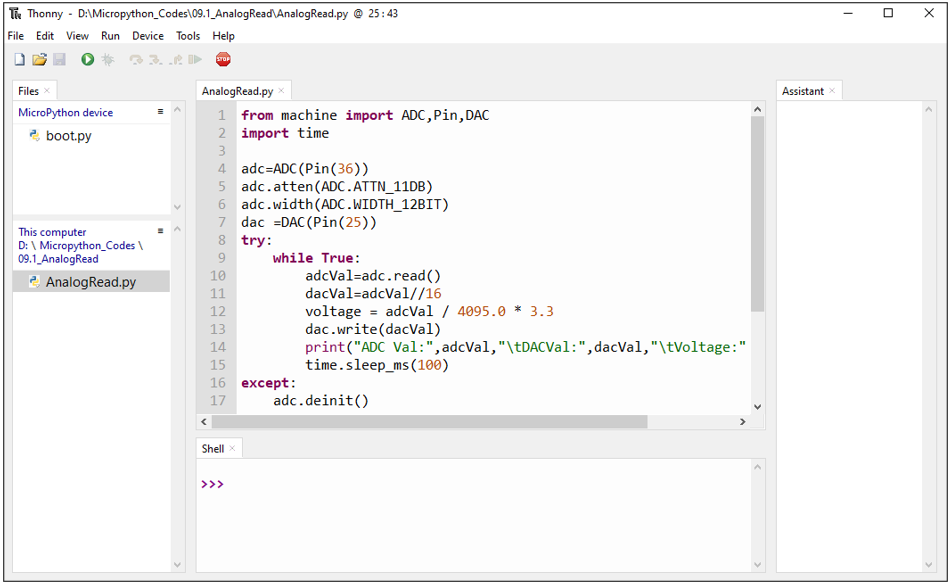 Thonny - D:\Micropython_Codes\09.1_AnalogRead\AnalogRead.py @ 25 : 43
File Edit View Run Device Tools Help
STOP
Files
MicroPython device
boot.py
This computer
D: \ Micropython_Codes \
09.1_AnalogRead
AnalogRead.py
AnalogRead.py
1 from machine import ADC,Pin,DAC
2 import time
3
4 adc=ADC(Pin(36))
5 adc.atten(ADC.ATTN_11DB)
6 adc.width(ADC.WIDTH_12BIT)
7 dac =DAC(Pin(25))
8 try:
9     while True:
10         adcVal=adc.read()
11         dacVal=adcVal//16
12         voltage = adcVal / 4095.0 * 3.3
13         dac.write(dacVal)
14         print("ADC Val:",adcVal,"\tDACVal:",dacVal,"\tVoltage:"
15         time.sleep_ms(100)
16 except:
17     adc.deinit()
Shell
>>>
Assistant